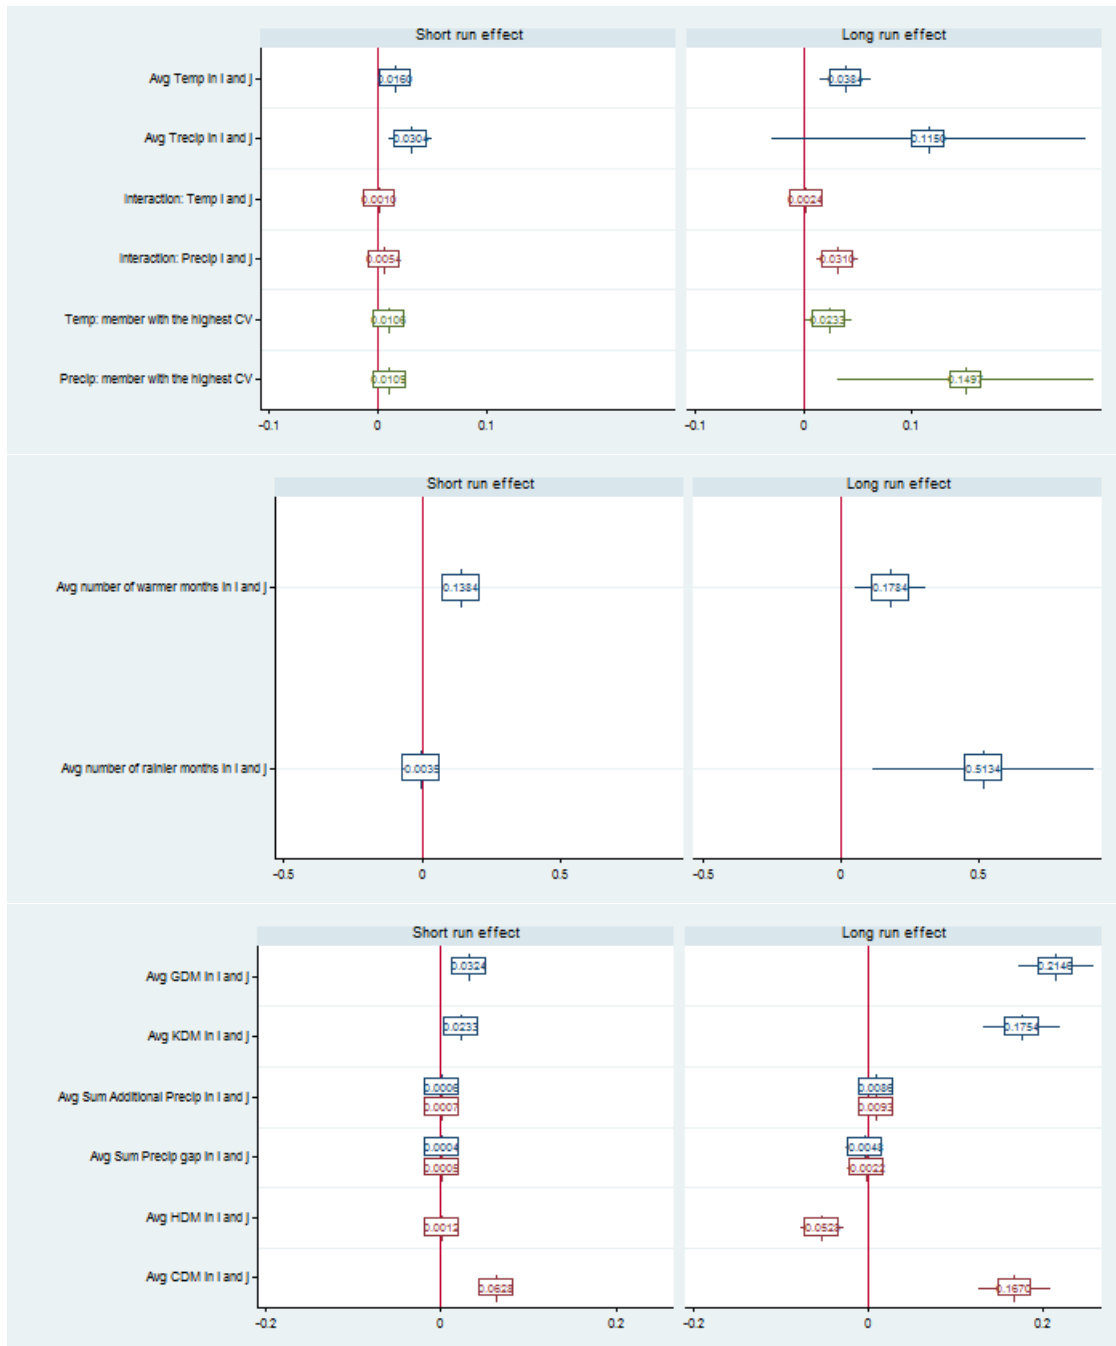 Short run effect Long run effect
Avg Temp in i and j 0.0160 0.0384
Avg Trecip in i and j 0.0304 0.1150
Interaction: Temp i and j 0.0010 0.0024
Interaction: Precip i and j 0.0054 0.0310
Temp: member with the highest CV 0.0106 0.0233
Precip: member with the highest CV 0.0109 0.1497
-0.1 0 0.1 -0.1 0 0.1
Short run effect Long run effect
Avg number of warmer months in i and j 0.1384 0.1784
Avg number of rainier months in i and j -0.0035 0.5134
-0.5 0 0.5 -0.5 0 0.5
Short run effect Long run effect
Avg GDM in i and j 0.0324 0.2146
Avg KDM in i and j 0.0233 0.1754
0.0006 0.0086
Avg Sum Additional Precip in i and j
0.0007 0.0093
0.0004 -0.0048
Avg Sum Precip gap in i and j
0.0005 -0.0022
Avg HDM in i and j 0.0012 -0.0528
Avg CDM in i and j 0.0628 0.1670
-0.2 0 0.2 -0.2 0 0.2